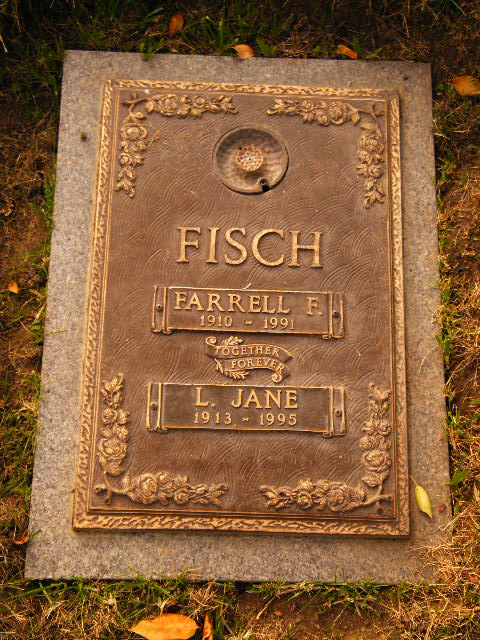 FISCH
FARRELL F.
1910 - 1991
TOGETHER
FOREVER
L. JANE
1913 - 1995